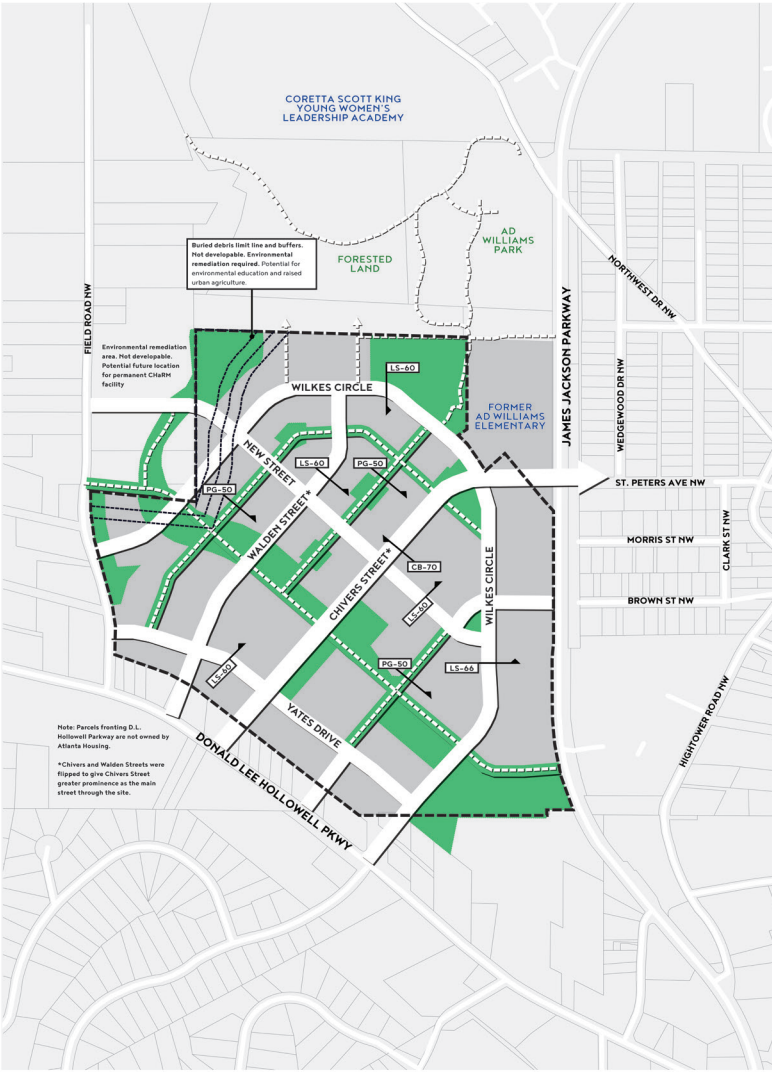 CORETTA SCOTT KING
YOUNG WOMEN'S
LEADERSHIP ACADEMY
AD
WILLIAMS
PARK
FORESTED
LAND
Buried debris limit line and buffers.
Not developable. Environmental
remediation required. Potential for
environmental education and raised
urban agriculture.
NORTHWEST DR NW
FIELD ROAD NW
JAMES JACKSON PARKWAY
WEDGEWOOD DR NW
Environmental remediation
area. Not developable.
Potential future location
for permanent CHaRM
facility
LS-60
WILKES CIRCLE
FORMER
AD WILLIAMS
ELEMENTARY
NEW STREET
LS-60
PG-50
PG-50
ST. PETERS AVE NW
WALDEN STREET*
MORRIS ST NW
CLARK ST NW
CHIVERS STREET*
CB-70
WILKES CIRCLE
LS-60
BROWN ST NW
LS-60
PG-50
LS-66
YATES DRIVE
HIGHTOWER ROAD NW
DONALD LEE HOLLOWELL PKWY
Note: Parcels fronting D.L.
Hollowell Parkway are not owned by
Atlanta Housing.
*Chivers and Walden Streets were
flipped to give Chivers Street
greater prominence as the main
street through the site.